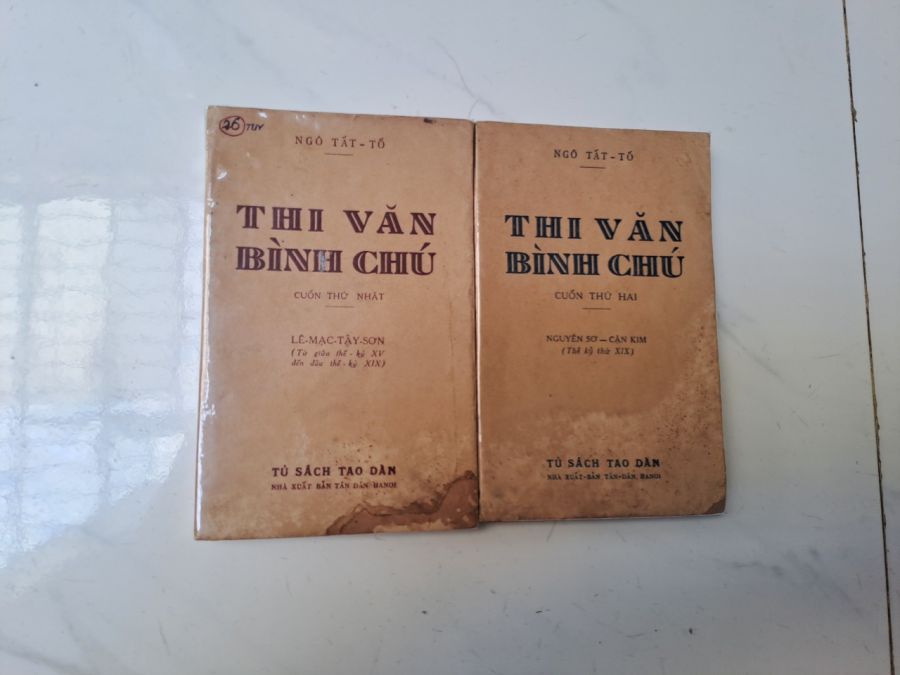 26 TUY
NGÔ TẤT-TỐ
THI VĂN
BÌNH CHÚ
CUỐN THỨ NHẤT
LÊ-MẠC-TÂY-SƠN
(Từ giữa thế-kỷ XV
đến đầu thế-kỷ XIX)
TỦ SÁCH TAO DÀN
NHÀ XUẤT BẢN TÂN DÂN HANOI
NGÔ TẤT-TỐ
THI VĂN
BÌNH CHÚ
CUỐN THỨ HAI
NGUYỄN SƠ — CẬN KIM
(Thế kỷ thứ XIX)
TỦ SÁCH TAO DÀN
NHÀ XUẤT-BẢN TÂN-DÂN HANOI